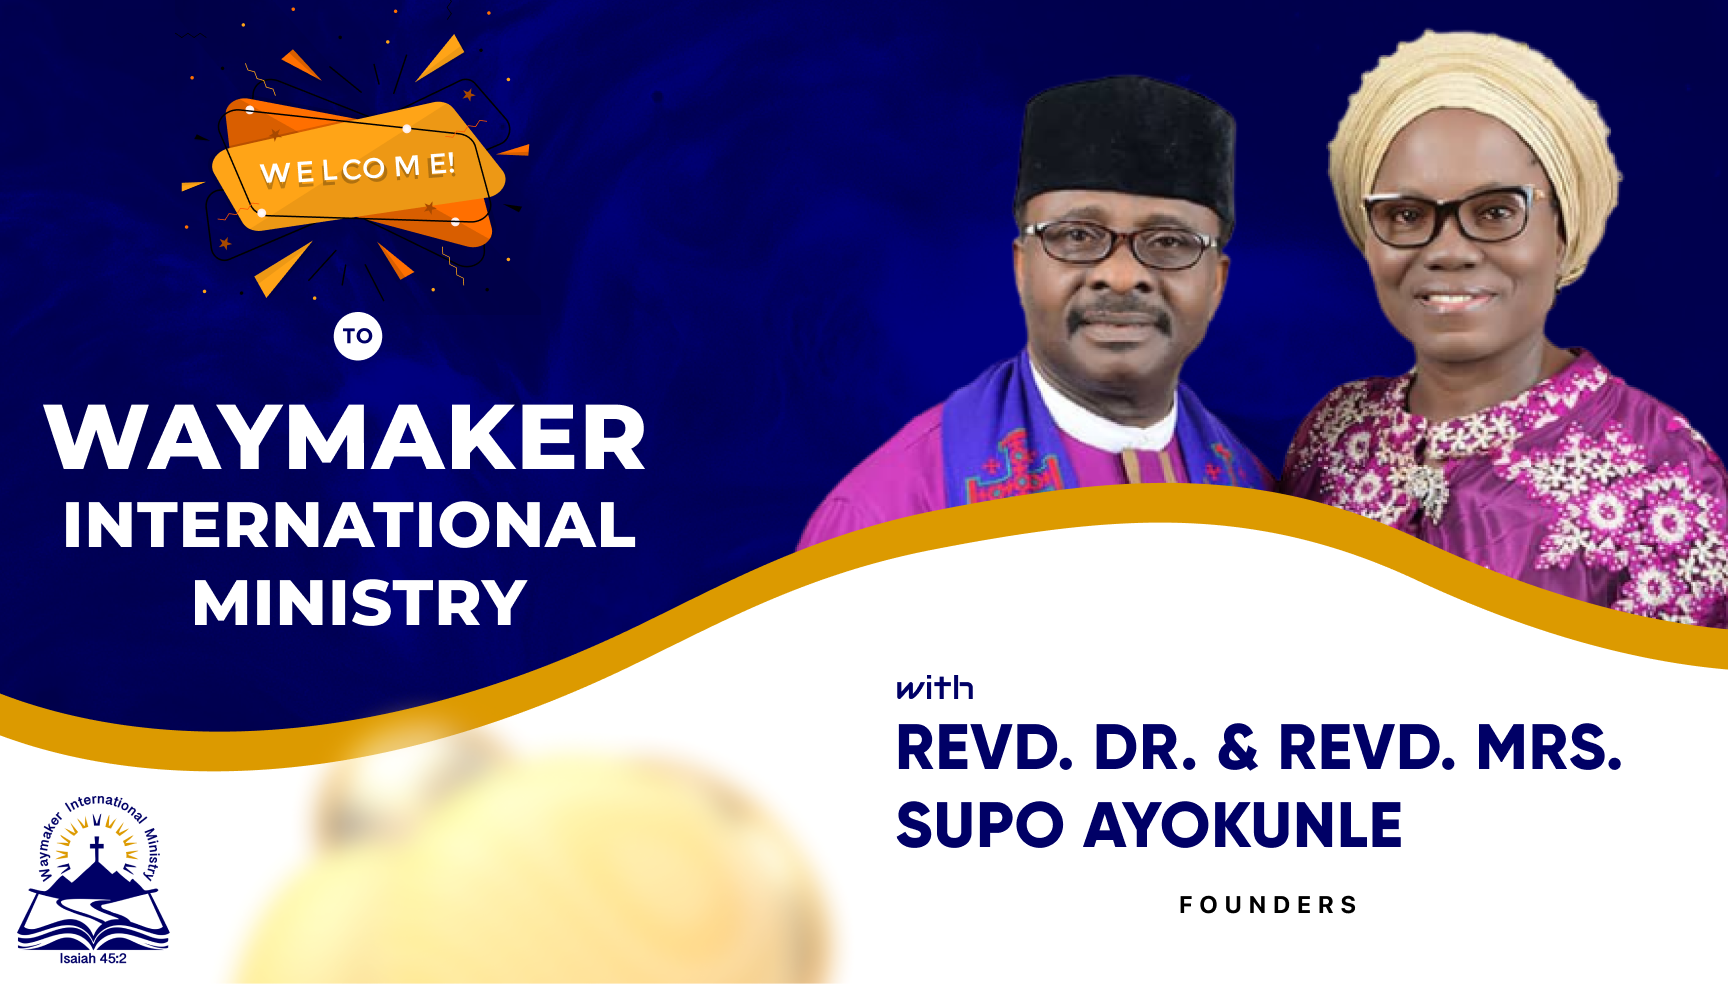 WELCOME!
TO
WAYMAKER
INTERNATIONAL
MINISTRY
with
REVD. DR. & REVD. MRS.
SUPO AYOKUNLE
FOUNDERS
Waymaker International Ministry
Isaiah 45:2